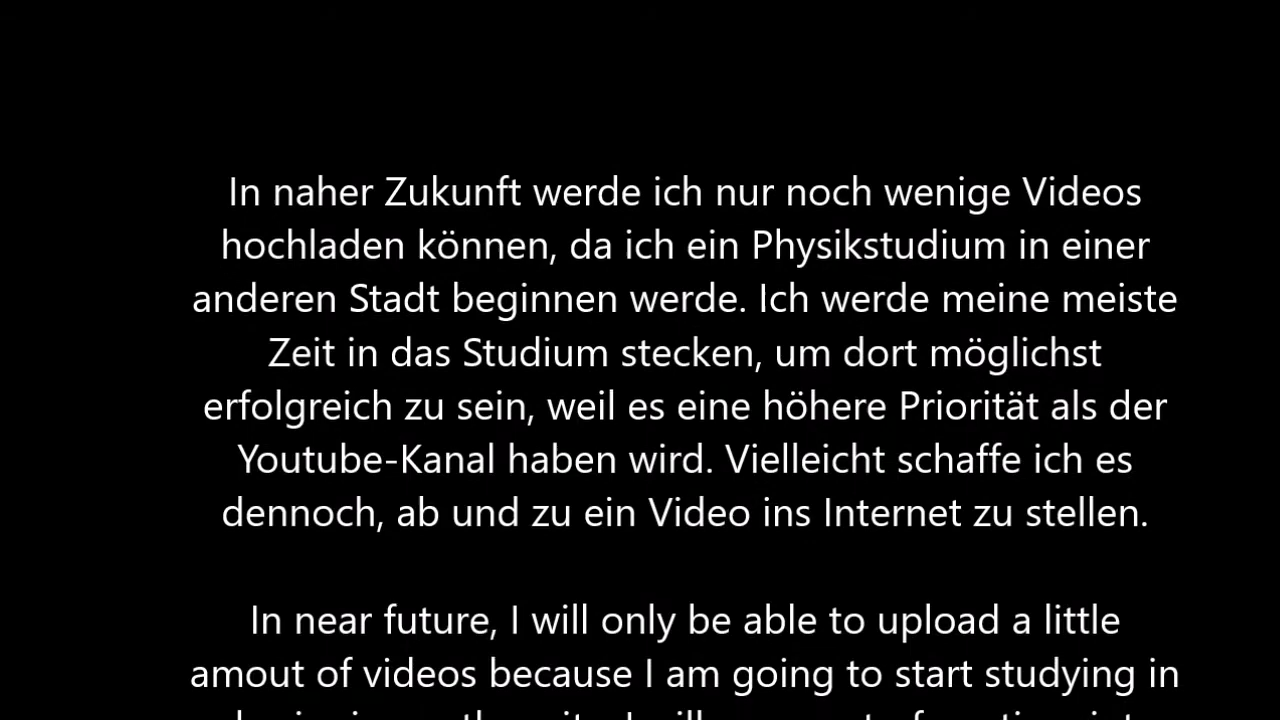 In naher Zukunft werde ich nur noch wenige Videos
hochladen können, da ich ein Physikstudium in einer
anderen Stadt beginnen werde. Ich werde meine meiste
Zeit in das Studium stecken, um dort möglichst
erfolgreich zu sein, weil es eine höhere Priorität als der
Youtube-Kanal haben wird. Vielleicht schaffe ich es
dennoch, ab und zu ein Video ins Internet zu stellen.
In near future, I will only be able to upload a little
amout of videos because I am going to start studying in